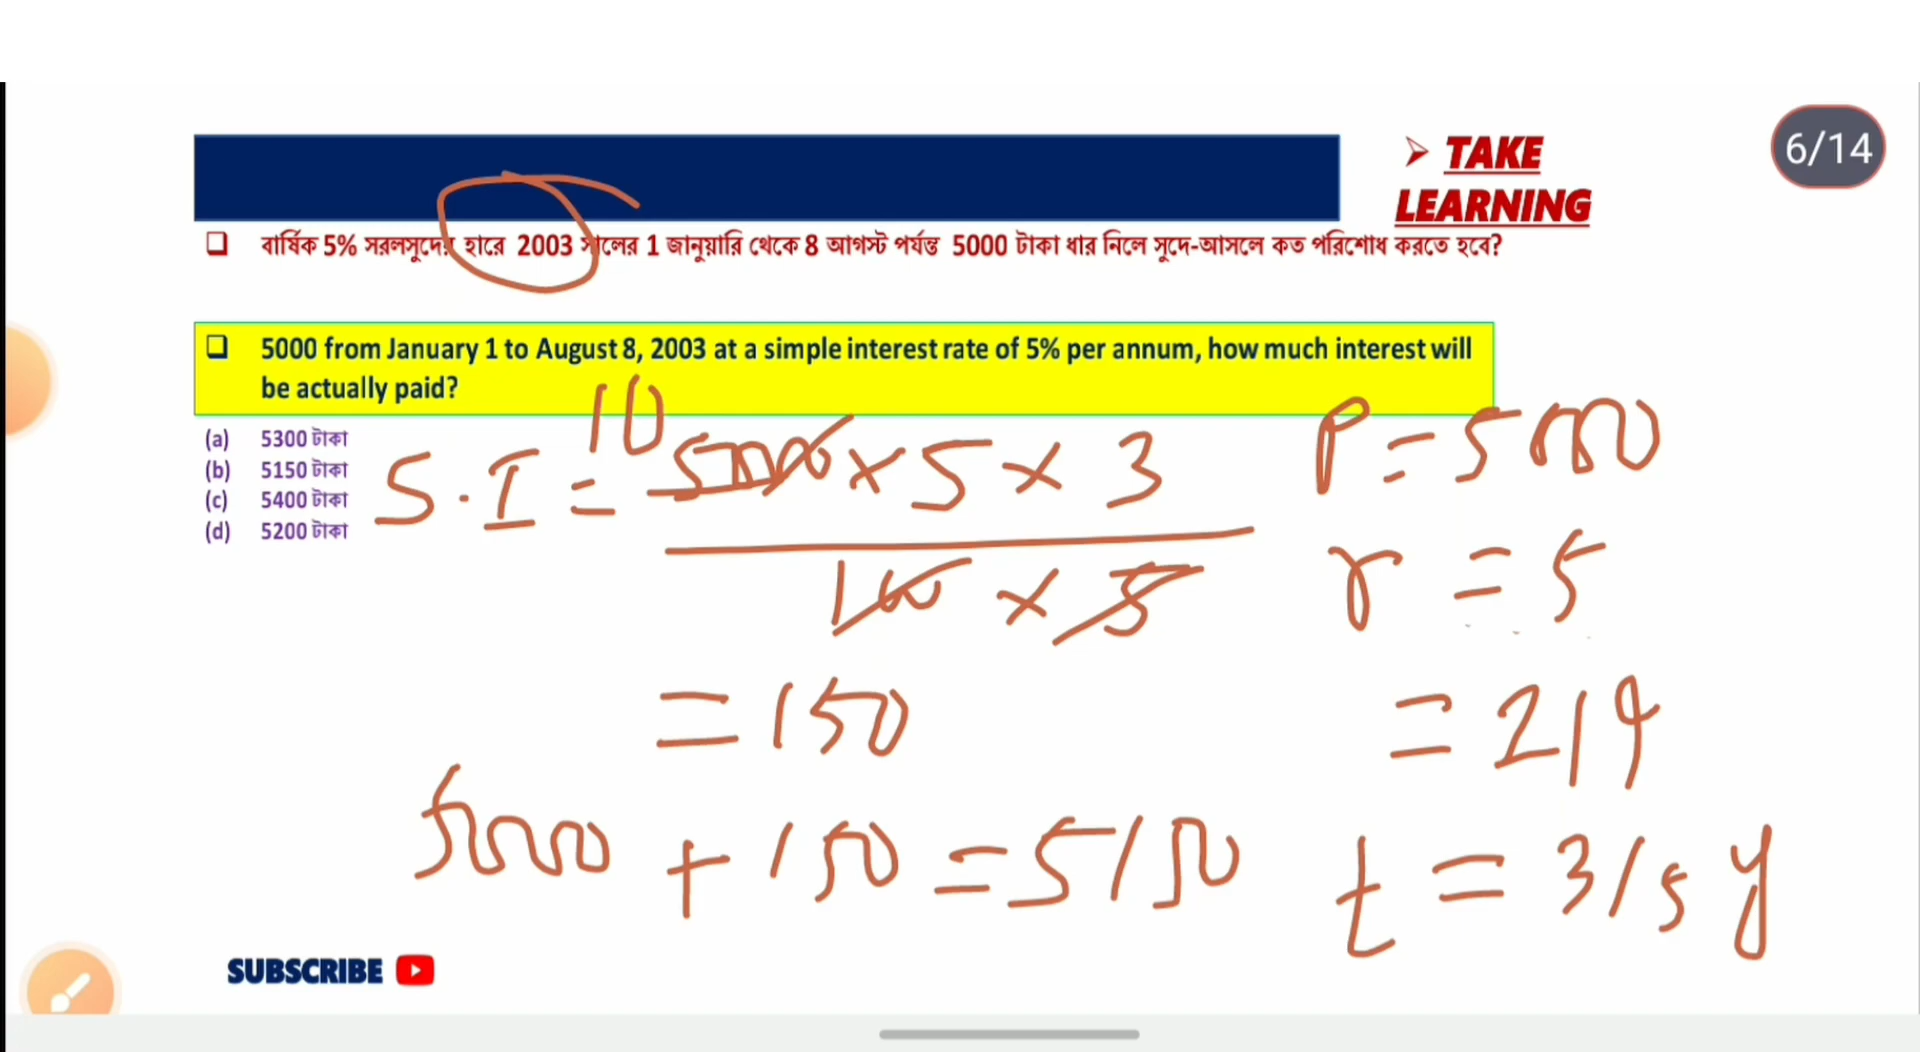 TAKE
LEARNING
6/14
বার্ষিক 5% সরলসুদের হারে 2003 সালের 1 জানুয়ারি থেকে 8 আগস্ট পর্যন্ত 5000 টাকা ধার নিলে সুদে-আসলে কত পরিশোধ করতে হবে?
5000 from January 1 to August 8, 2003 at a simple interest rate of 5% per annum, how much interest will
be actually paid?
(a) 5300 টাকা
(b) 5150 টাকা
(c) 5400 টাকা
(d) 5200 টাকা
10
S.I = 5000 x 5 x 3
100 x 5
= 150
5000 + 150 = 5150
P = 5000
r = 5
= 219
t = 3/5 y
SUBSCRIBE